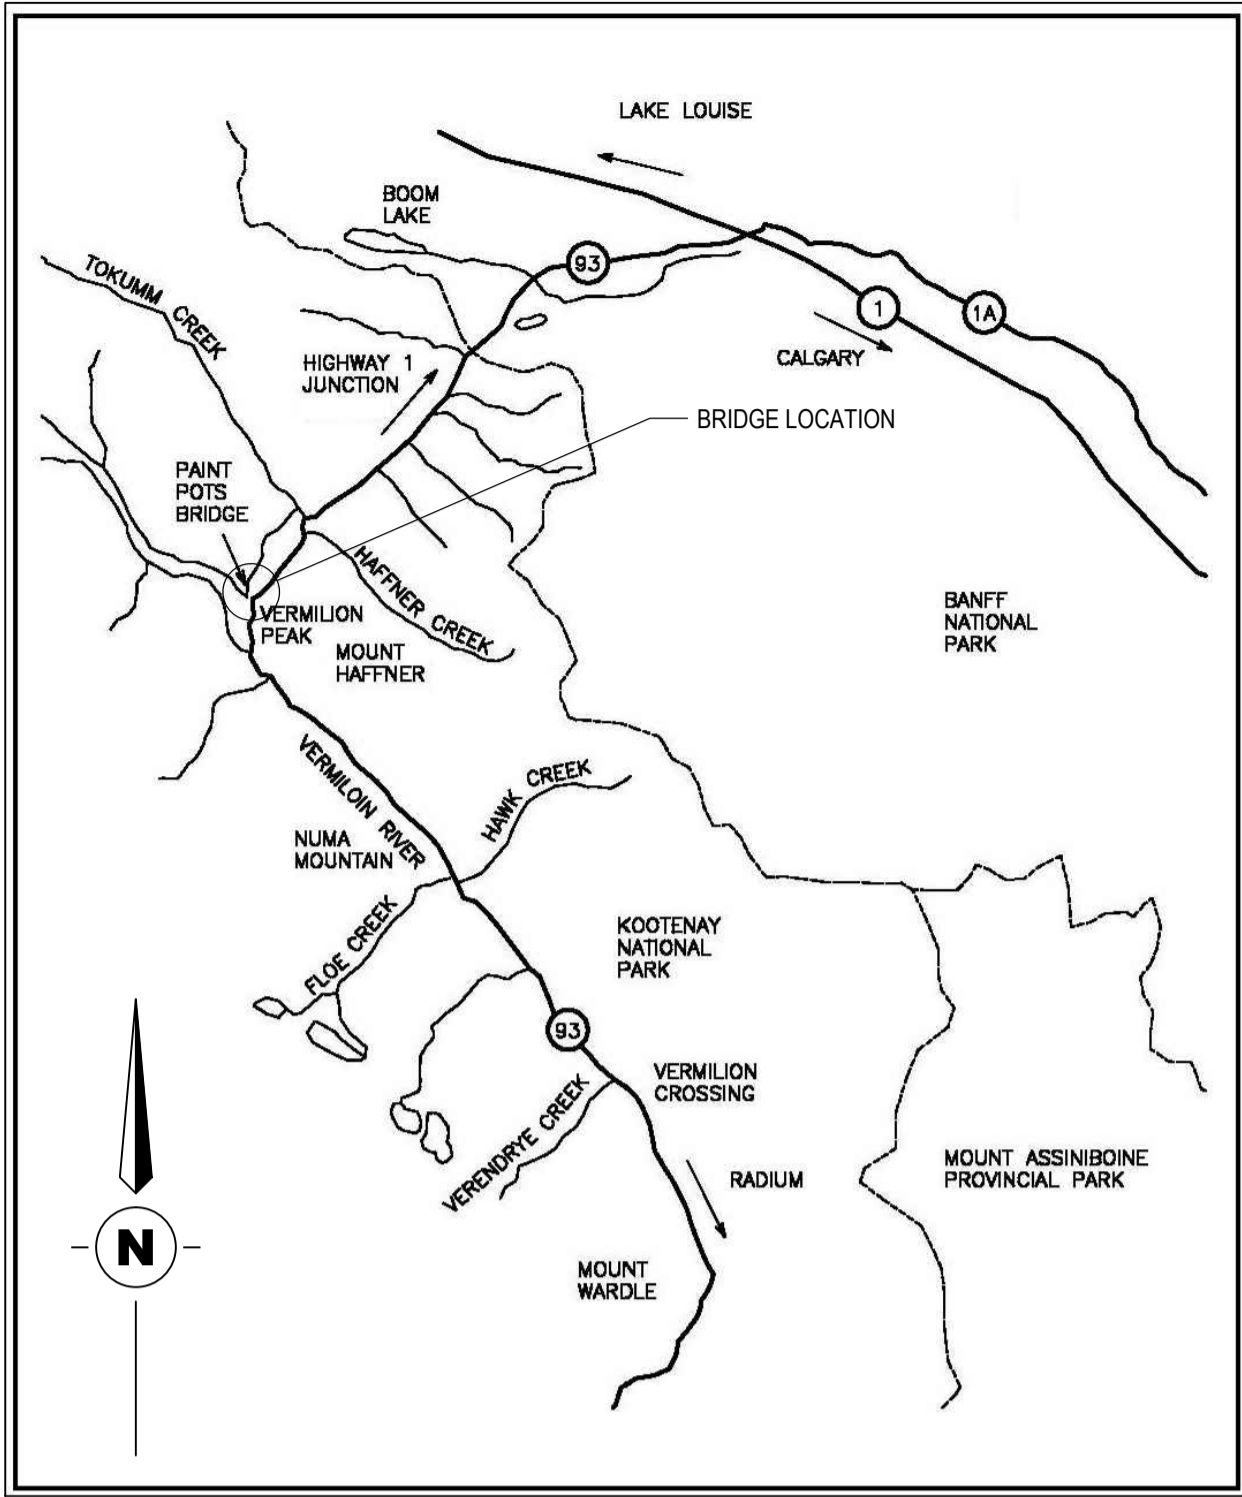 LAKE LOUISE
BOOM
LAKE
93
TOKUMM CREEK
1
1A
HIGHWAY 1
JUNCTION
CALGARY
BRIDGE LOCATION
PAINT
POTS
BRIDGE
HAFFNER CREEK
VERMILION
PEAK
MOUNT
HAFFNER
BANFF
NATIONAL
PARK
VERMILOIN RIVER
HAWK CREEK
NUMA
MOUNTAIN
FLOE CREEK
KOOTENAY
NATIONAL
PARK
93
VERMILION
CROSSING
VERENDRYE CREEK
RADIUM
MOUNT ASSINIBOINE
PROVINCIAL PARK
N
MOUNT
WARDLE